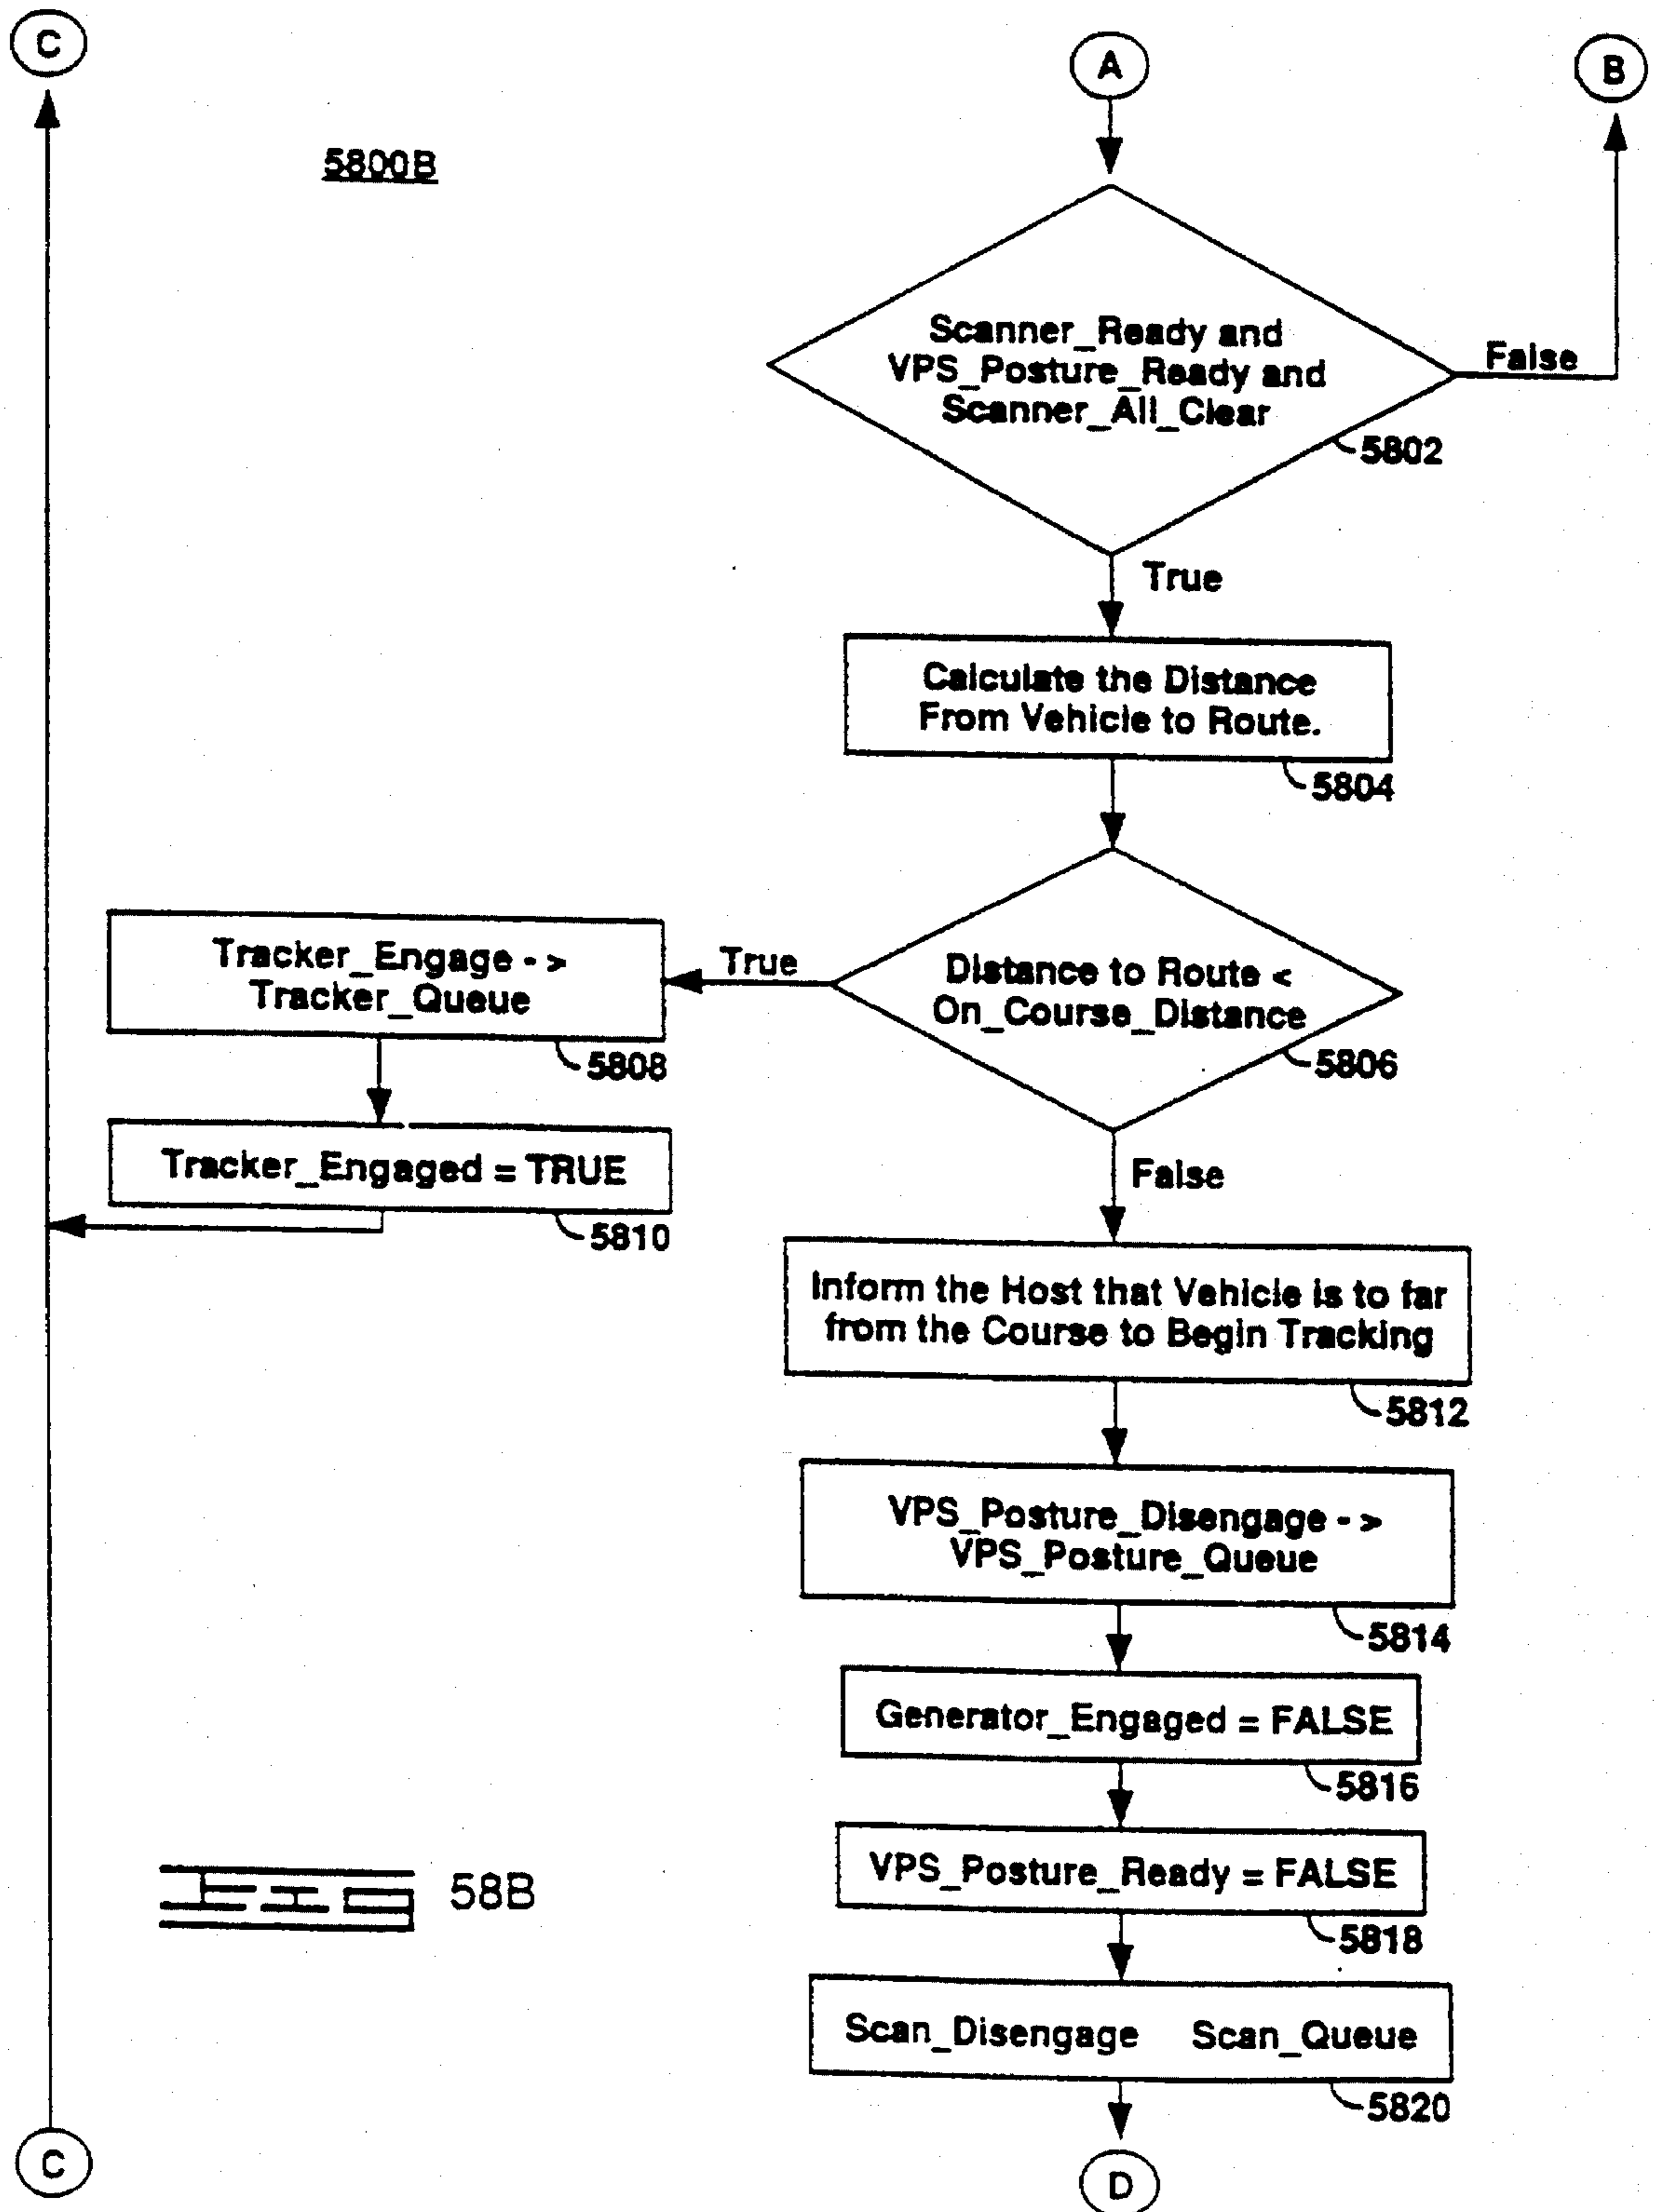 C
A
B
5800B
Scanner_Ready and
VPS_Posture_Ready and
Scanner_All_Clear
False
5802
True
Calculate the Distance
From Vehicle to Route.
5804
Tracker_Engage - >
Tracker_Queue
5808
True
Distance to Route <
On_Course_Distance
5806
Tracker_Engaged = TRUE
5810
False
Inform the Host that Vehicle is to far
from the Course to Begin Tracking
5812
VPS_Posture_Disengage - >
VPS_Posture_Queue
5814
Generator_Engaged = FALSE
5816
VPS_Posture_Ready = FALSE
5818
FIG 58B
Scan_Disengage Scan_Queue
5820
C
D